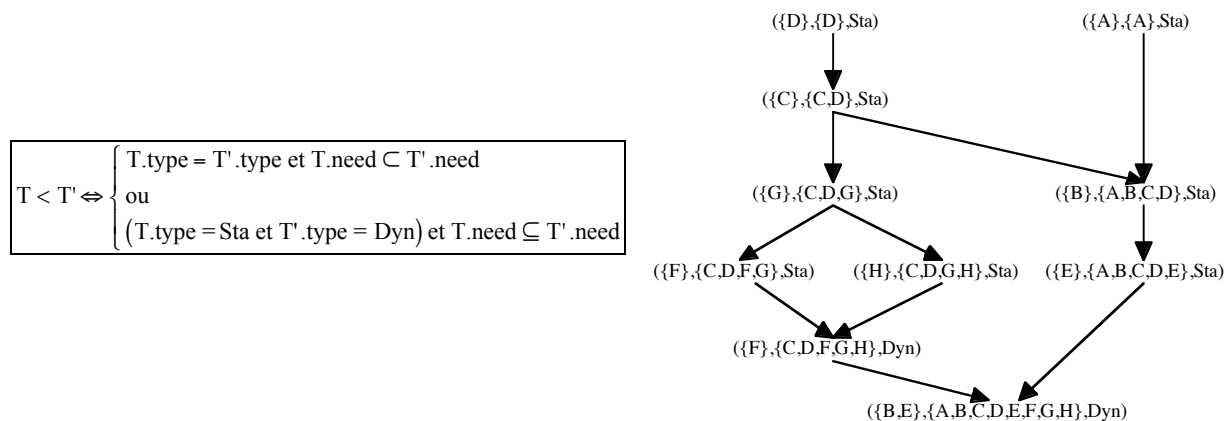 T.type = T'.type et T.need ⊂ T'.need
T < T' ⇔ { ou
(T.type = Sta et T'.type = Dyn) et T.need ⊆ T'.need
({D},{D},Sta) ({A},{A},Sta)
({C},{C,D},Sta)
({G},{C,D,G},Sta) ({B},{A,B,C,D},Sta)
({F},{C,D,F,G},Sta) ({H},{C,D,G,H},Sta) ({E},{A,B,C,D,E},Sta)
({F},{C,D,F,G,H},Dyn)
({B,E},{A,B,C,D,E,F,G,H},Dyn)